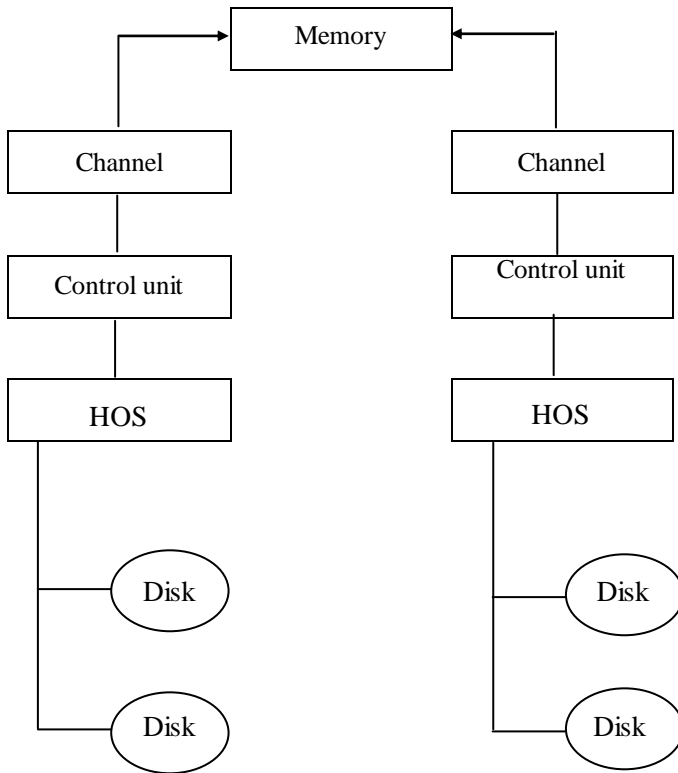 Memory
Channel
Channel
Control unit
Control unit
HOS
HOS
Disk
Disk
Disk
Disk